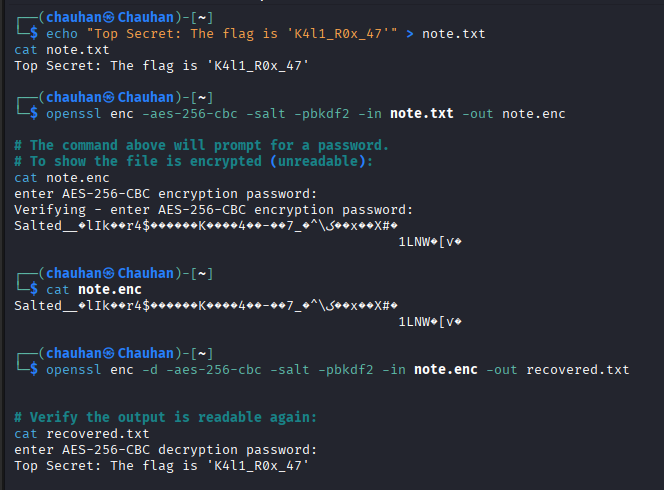 ┌──(chauhan㉿Chauhan)-[~]
└─$ echo "Top Secret: The flag is 'K4l1_R0x_47'" > note.txt
cat note.txt
Top Secret: The flag is 'K4l1_R0x_47'
┌──(chauhan㉿Chauhan)-[~]
└─$ openssl enc -aes-256-cbc -salt -pbkdf2 -in note.txt -out note.enc
# The command above will prompt for a password.
# To show the file is encrypted (unreadable):
cat note.enc
enter AES-256-CBC encryption password:
Verifying - enter AES-256-CBC encryption password:
Salted__�lIk��r4$������K����4��-��7_�^\ک��x��X#�
1LNW�[v�
┌──(chauhan㉿Chauhan)-[~]
└─$ cat note.enc
Salted__�lIk��r4$������K����4��-��7_�^\ک��x��X#�
1LNW�[v�
┌──(chauhan㉿Chauhan)-[~]
└─$ openssl enc -d -aes-256-cbc -salt -pbkdf2 -in note.enc -out recovered.txt
# Verify the output is readable again:
cat recovered.txt
enter AES-256-CBC decryption password:
Top Secret: The flag is 'K4l1_R0x_47'